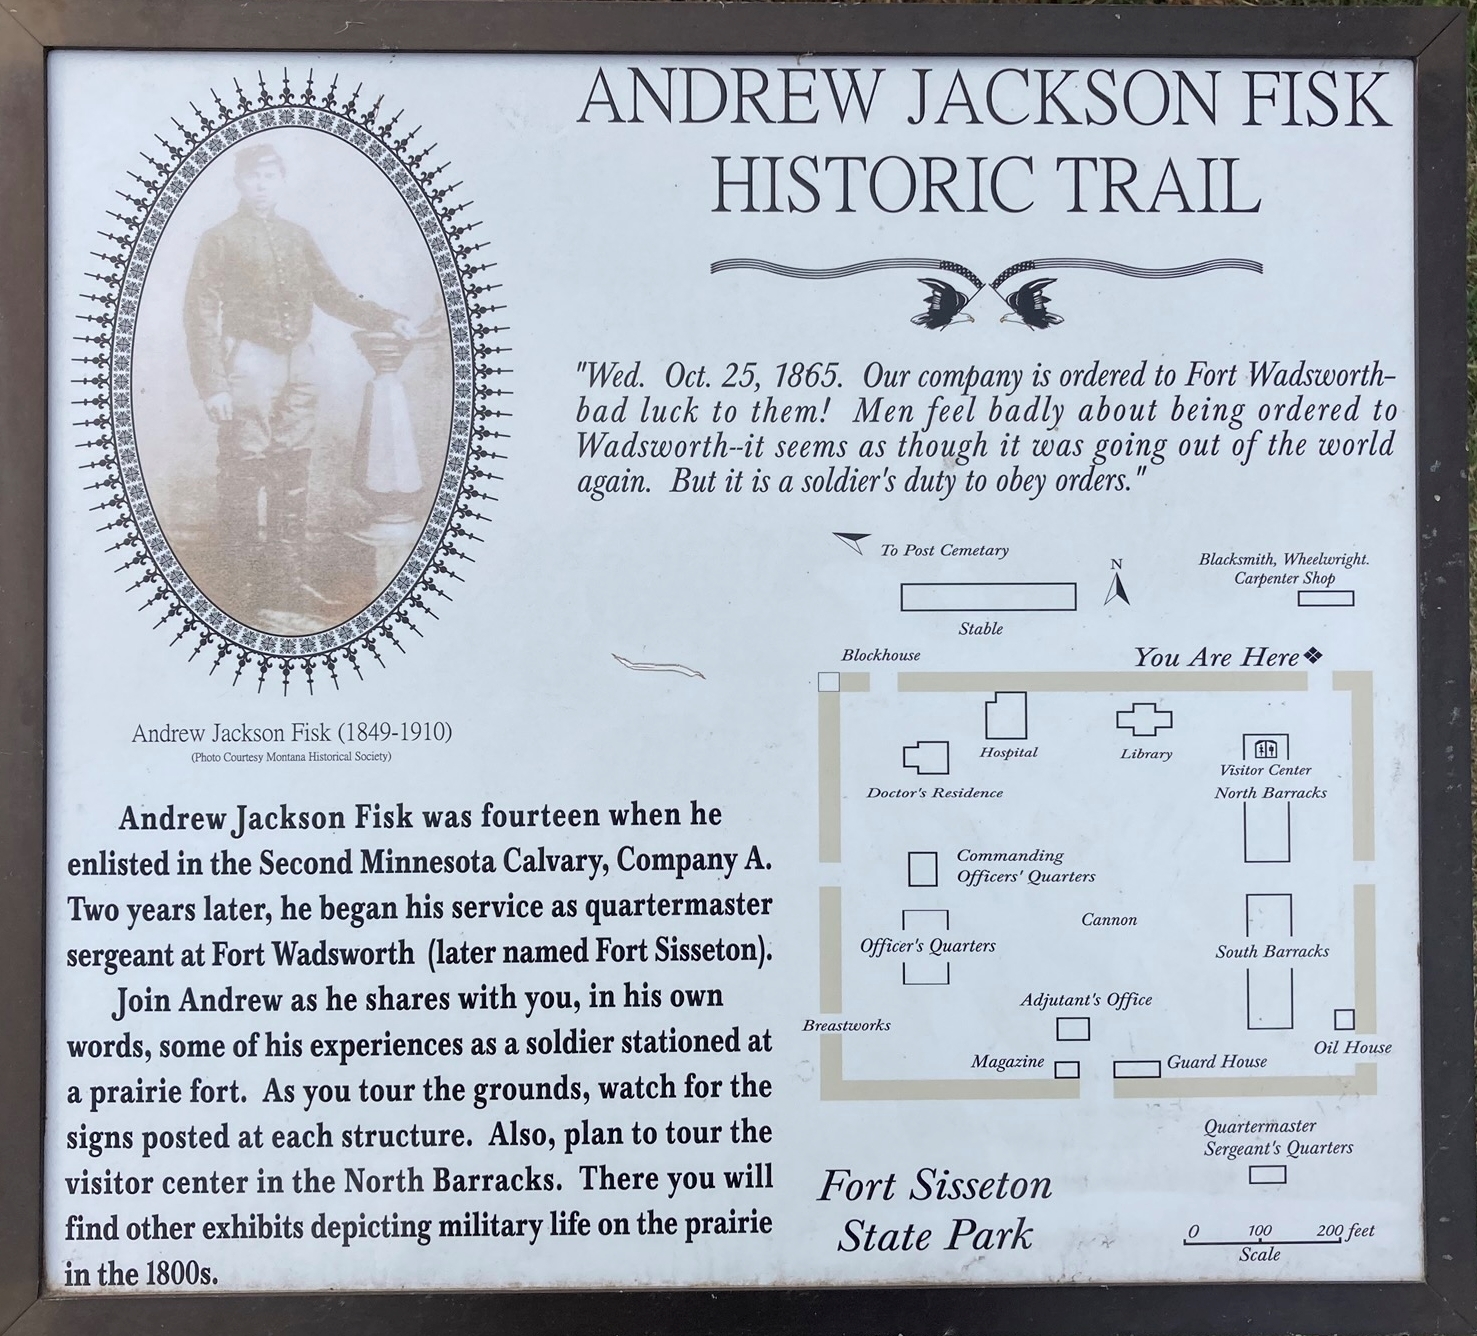 ANDREW JACKSON FISK
HISTORIC TRAIL
"Wed. Oct. 25, 1865. Our company is ordered to Fort Wadsworth-
bad luck to them! Men feel badly about being ordered to
Wadsworth--it seems as though it was going out of the world
again. But it is a soldier's duty to obey orders."
Andrew Jackson Fisk (1849-1910)
(Photo Courtesy Montana Historical Society)
Andrew Jackson Fisk was fourteen when he
enlisted in the Second Minnesota Calvary, Company A.
Two years later, he began his service as quartermaster
sergeant at Fort Wadsworth (later named Fort Sisseton).
Join Andrew as he shares with you, in his own
words, some of his experiences as a soldier stationed at
a prairie fort. As you tour the grounds, watch for the
signs posted at each structure. Also, plan to tour the
visitor center in the North Barracks. There you will
find other exhibits depicting military life on the prairie
in the 1800s.
To Post Cemetary
N
Blacksmith, Wheelwright.
Carpenter Shop
Stable
Blockhouse
You Are Here
Hospital
Library
Visitor Center
North Barracks
Doctor's Residence
Commanding
Officers' Quarters
Cannon
Officer's Quarters
South Barracks
Adjutant's Office
Breastworks
Oil House
Magazine
Guard House
Quartermaster
Sergeant's Quarters
Fort Sisseton
State Park
0 100 200 feet
Scale